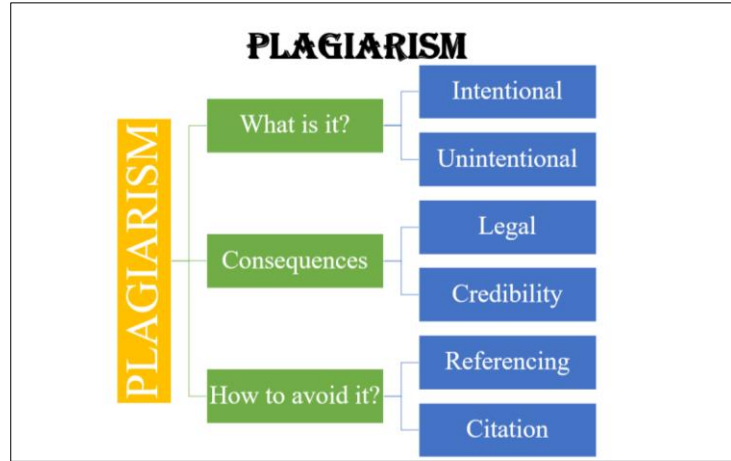 PLAGIARISM
PLAGIARISM
What is it?
Intentional
Unintentional
Consequences
Legal
Credibility
How to avoid it?
Referencing
Citation